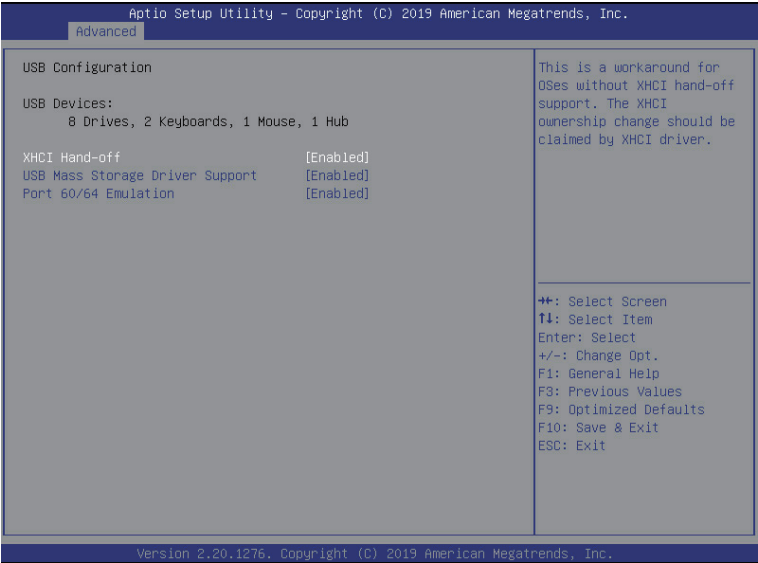 Aptio Setup Utility – Copyright (C) 2019 American Megatrends, Inc.
Advanced
USB Configuration
USB Devices:
8 Drives, 2 Keyboards, 1 Mouse, 1 Hub
XHCI Hand-off [Enabled]
USB Mass Storage Driver Support [Enabled]
Port 60/64 Emulation [Enabled]
This is a workaround for
OSes without XHCI hand-off
support. The XHCI
ownership change should be
claimed by XHCI driver.
→←: Select Screen
↑↓: Select Item
Enter: Select
+/-: Change Opt.
F1: General Help
F3: Previous Values
F9: Optimized Defaults
F10: Save & Exit
ESC: Exit
Version 2.20.1276. Copyright (C) 2019 American Megatrends, Inc.